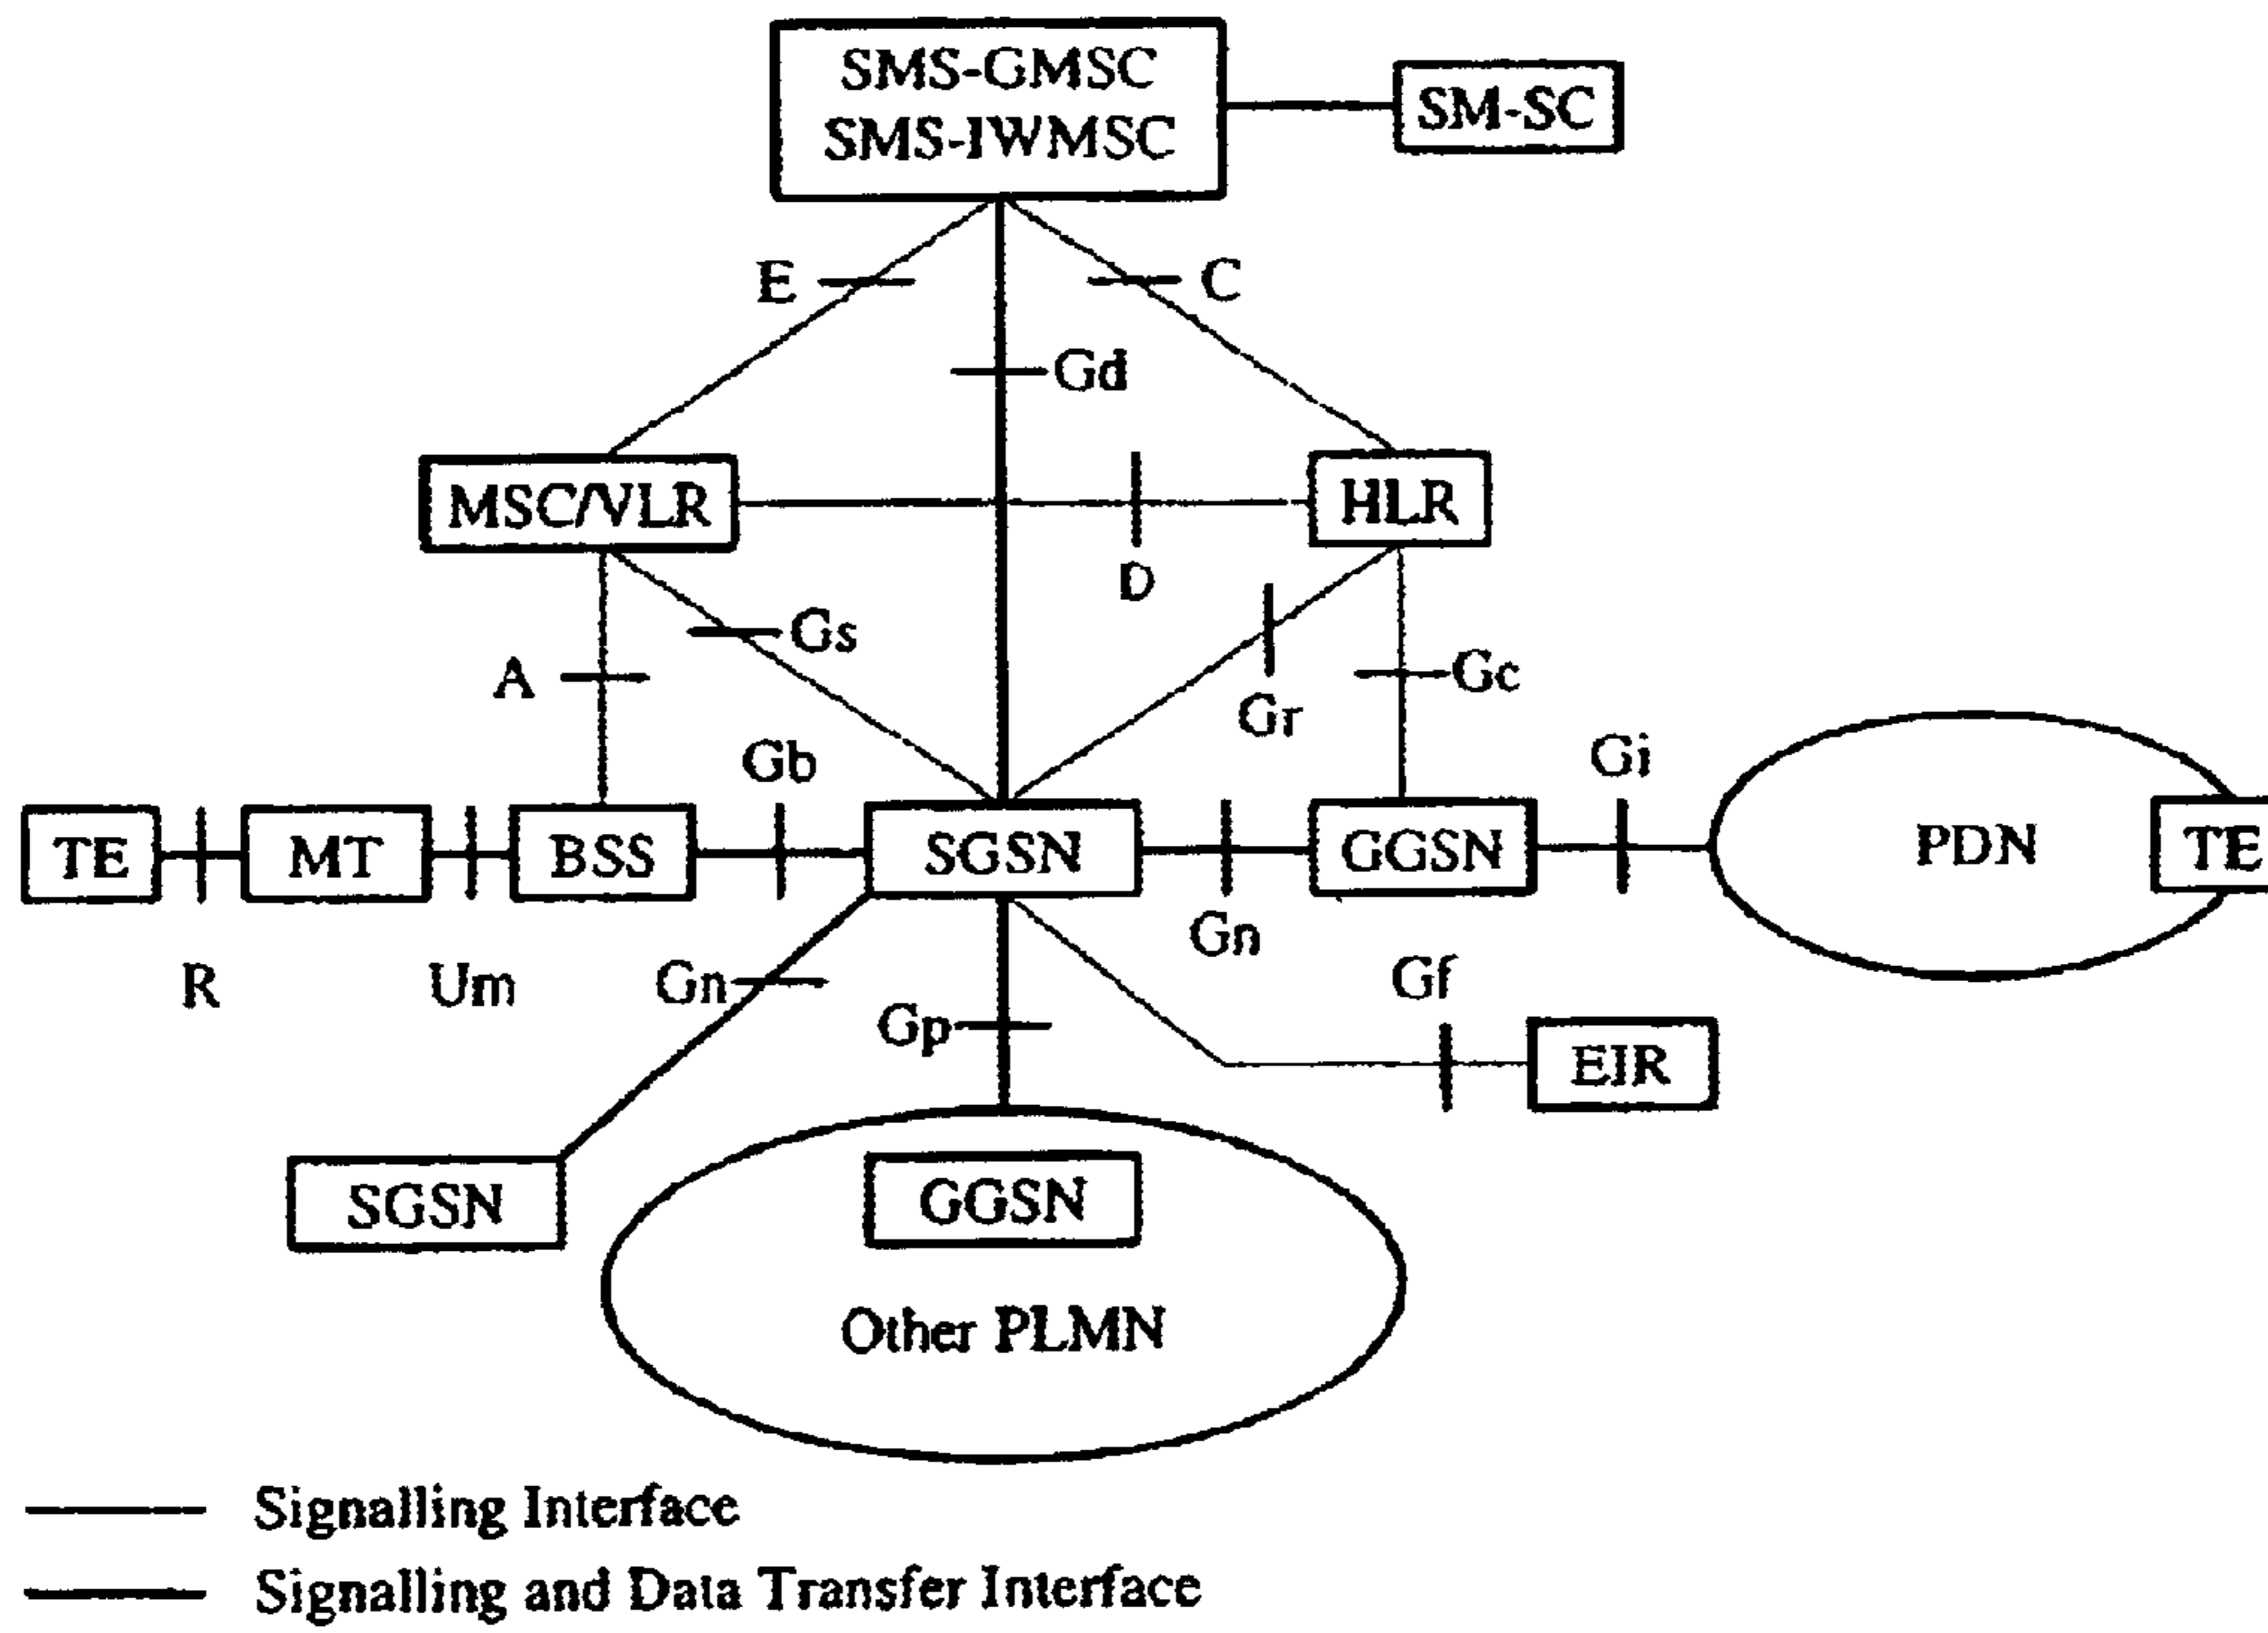 SMS-GMSC
SMS-IWMSC
SM-SC
E
C
Gd
MSC/VLR
HLR
D
Gs
A
Gr
Gc
Gb
Gi
TE
MT
BSS
SGSN
GGSN
PDN
TE
R
Um
Gn
Gp
Gn
Gf
EIR
SGSN
GGSN
Other PLMN
Signalling Interface
Signalling and Data Transfer Interface